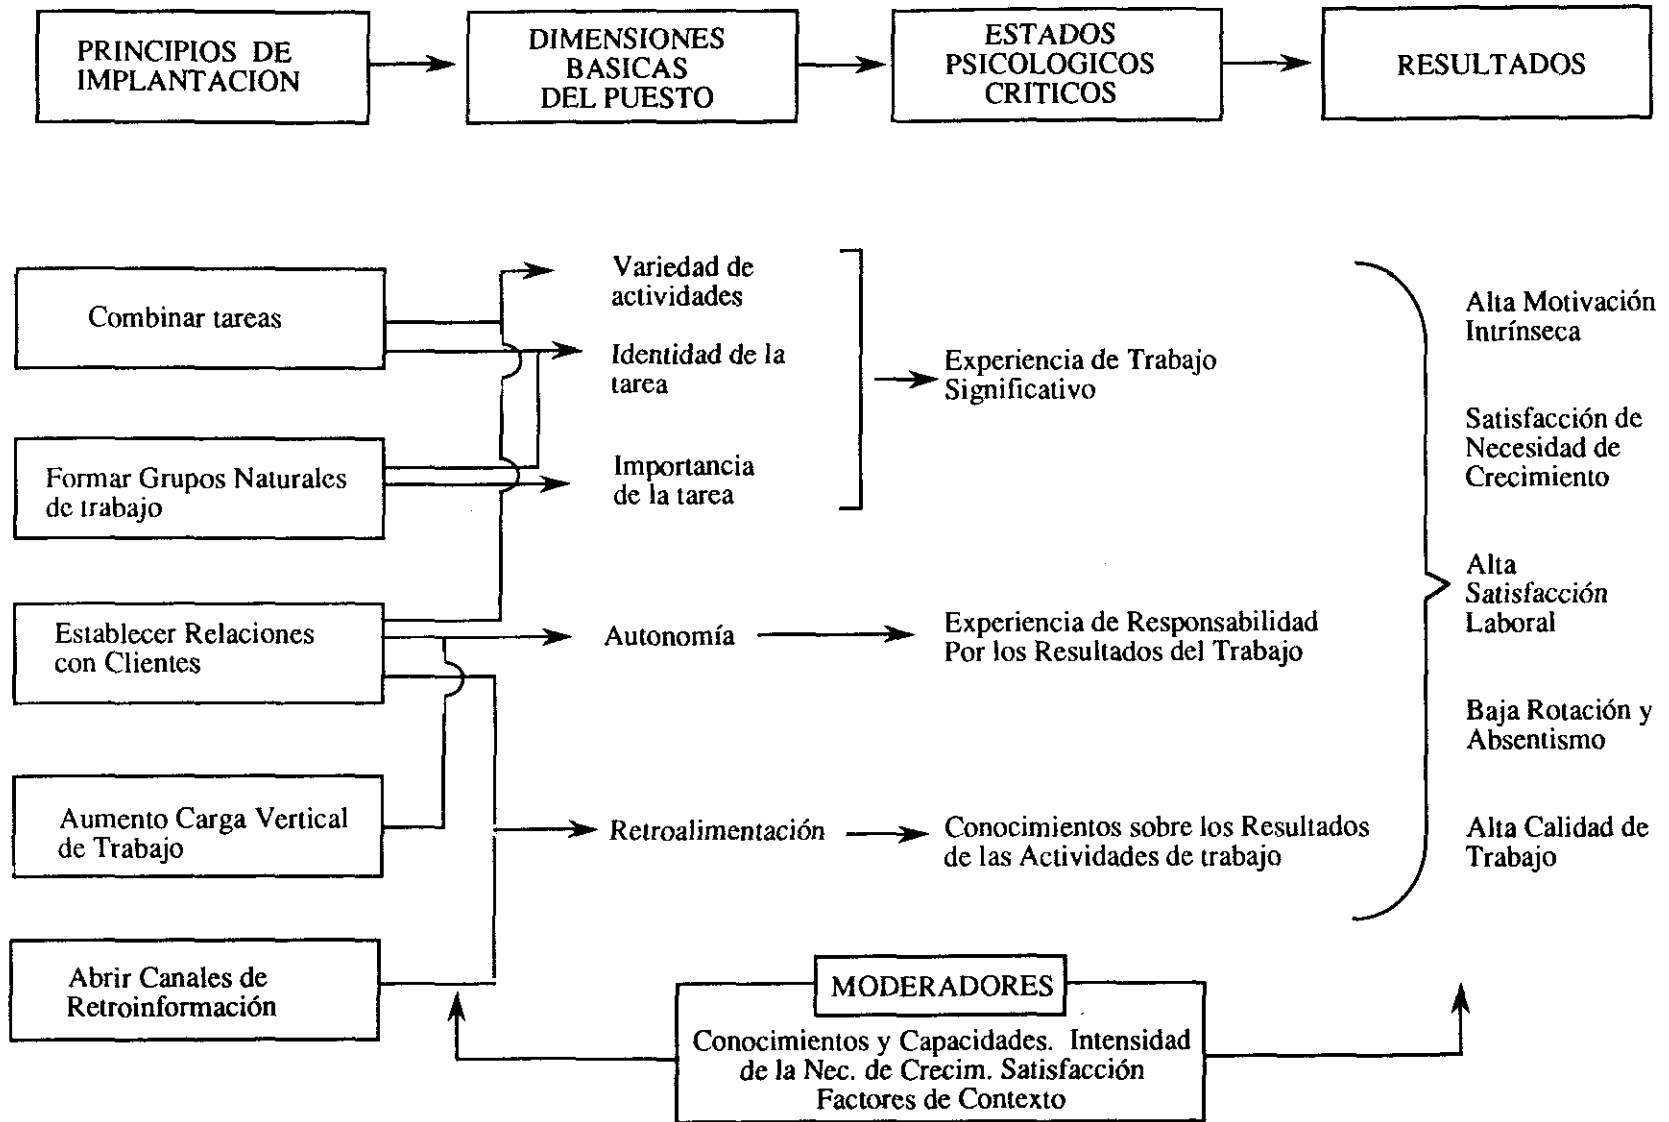 PRINCIPIOS DE
IMPLANTACION
DIMENSIONES
BASICAS
DEL PUESTO
ESTADOS
PSICOLOGICOS
CRITICOS
RESULTADOS
Combinar tareas
Formar Grupos Naturales
de trabajo
Establecer Relaciones
con Clientes
Aumento Carga Vertical
de Trabajo
Abrir Canales de
Retroinformación
Variedad de
actividades
Identidad de la
tarea
Importancia
de la tarea
Autonomía
Retroalimentación
Experiencia de Trabajo
Significativo
Experiencia de Responsabilidad
Por los Resultados del Trabajo
Conocimientos sobre los Resultados
de las Actividades de trabajo
Alta Motivación
Intrínseca
Satisfacción de
Necesidad de
Crecimiento
Alta
Satisfacción
Laboral
Baja Rotación y
Absentismo
Alta Calidad de
Trabajo
MODERADORES
Conocimientos y Capacidades. Intensidad
de la Nec. de Crecim. Satisfacción
Factores de Contexto